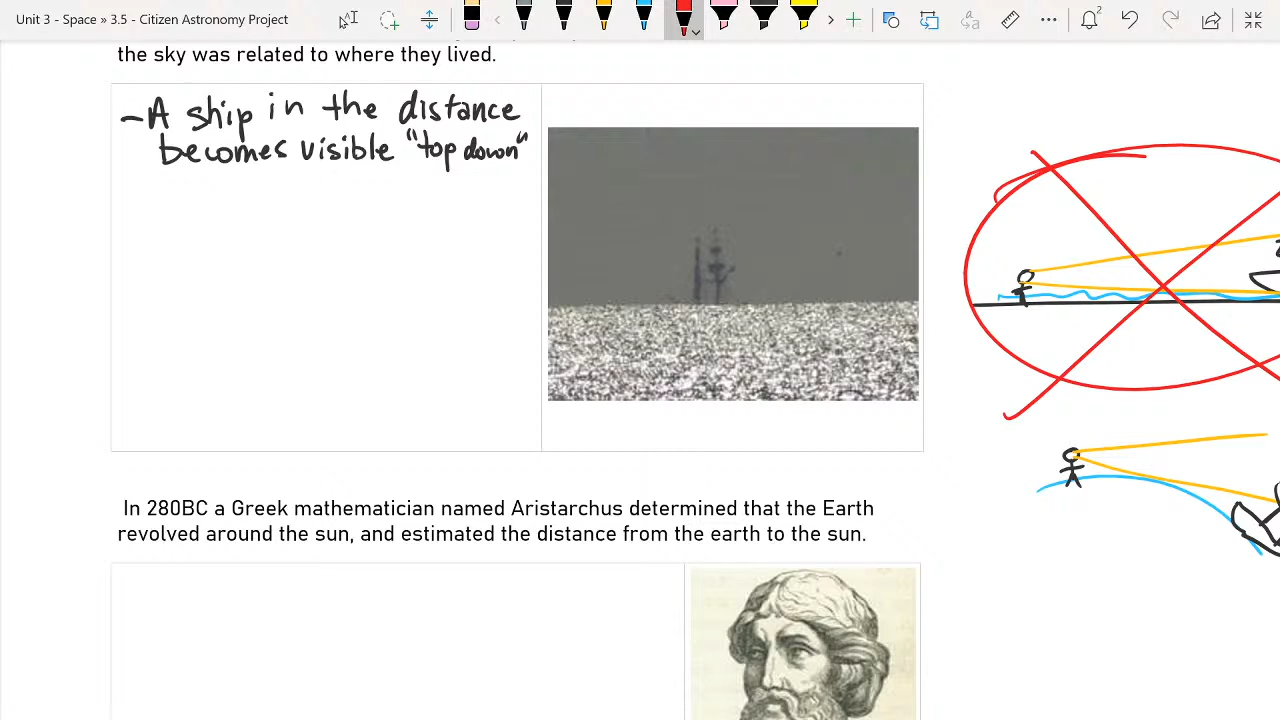 Unit 3 - Space » 3.5 - Citizen Astronomy Project
2
the sky was related to where they lived.
- A ship in the distance
becomes visible "top down"
In 280BC a Greek mathematician named Aristarchus determined that the Earth
revolved around the sun, and estimated the distance from the earth to the sun.